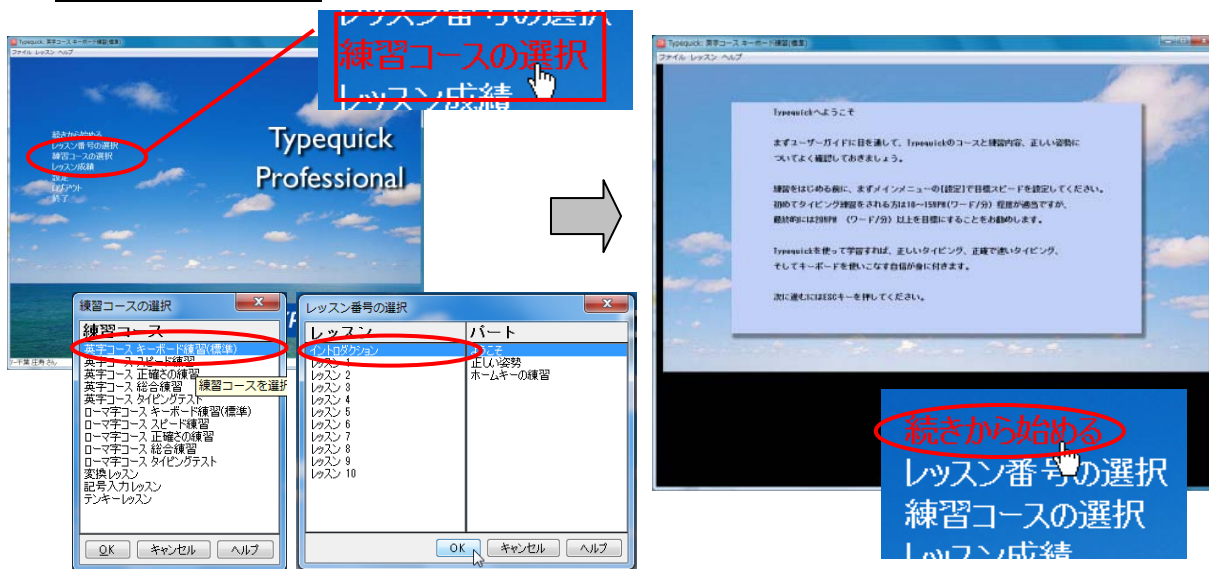 Typequick: 英字コース キーボード練習(標準)
ファイル レッスン ヘルプ
続きから始める
レッスン番号の選択
練習コースの選択
レッスン成績
設定
ログアウト
終了
Typequick
Professional
レッスン番号の選択
練習コースの選択
レッスン成績
練習コースの選択
練習コース
英字コース キーボード練習(標準)
英字コース スピード練習
英字コース 正確さの練習
英字コース 総合練習
練習コースを選択
英字コース タイピングテスト
ローマ字コース キーボード練習(標準)
ローマ字コース スピード練習
ローマ字コース 正確さの練習
ローマ字コース 総合練習
ローマ字コース タイピングテスト
変換レッスン
記号入力レッスン
テンキーレッスン
OK キャンセル ヘルプ
レッスン番号の選択
レッスン パート
イントロダクション ようこそ
レッスン 1 正しい姿勢
レッスン 2 ホームキーの練習
レッスン 3
レッスン 4
レッスン 5
レッスン 6
レッスン 7
レッスン 8
レッスン 9
レッスン 10
OK キャンセル ヘルプ
Typequick: 英字コース キーボード練習(標準)
ファイル レッスン ヘルプ
Typequickへようこそ
まずユーザーガイドに目を通して、Typequickのコースと練習内容、正しい姿勢に
ついてよく確認しておきましょう。
練習をはじめる前に、まずメインメニューの[設定]で目標スピードを設定してください。
初めてタイピング練習をされる方は10～15WPM(ワード/分) 程度が適当ですが、
最終的には20WPM (ワード/分) 以上を目標にすることをお勧めします。
Typequickを使って学習すれば、正しいタイピング、正確で速いタイピング、
そしてキーボードを使いこなす自信が身に付きます。
次に進むにはESCキーを押してください。
続きから始める
レッスン番号の選択
練習コースの選択
レッスン成績